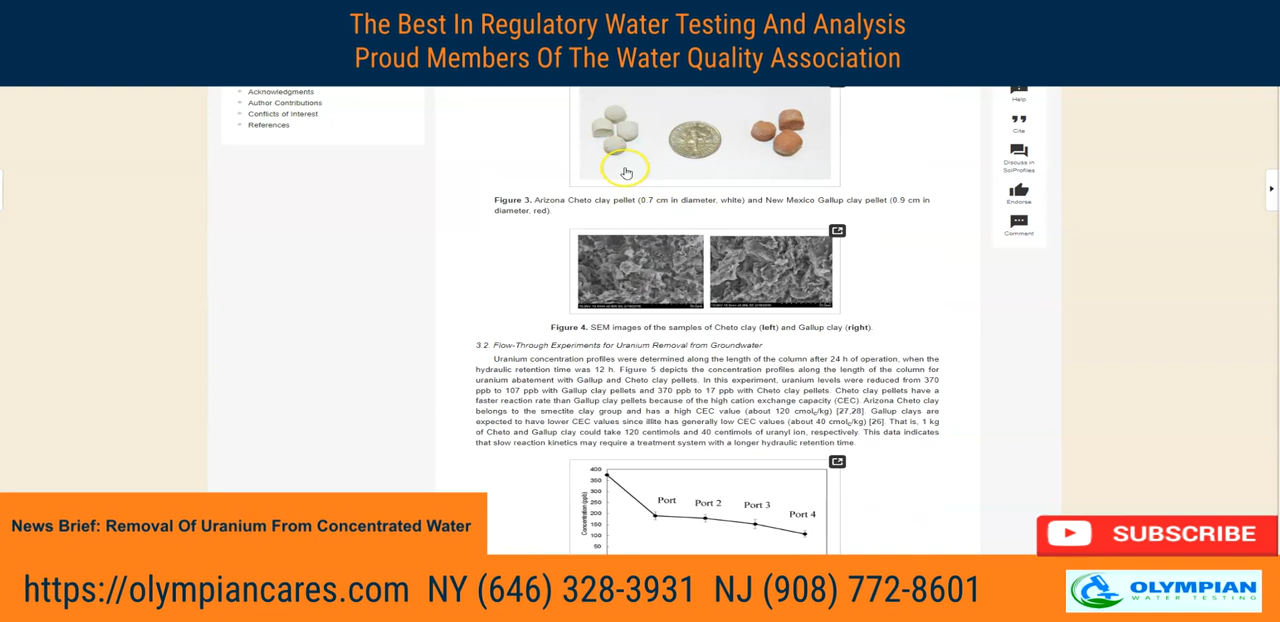 The Best In Regulatory Water Testing And Analysis
Proud Members Of The Water Quality Association
Acknowledgments
Author Contributions
Conflicts of Interest
References
Help
Cite
Discuss in
SciProfiles
Endorse
Comment
Figure 3. Arizona Cheto clay pellet (0.7 cm in diameter, white) and New Mexico Gallup clay pellet (0.9 cm in
diameter, red).
Figure 4. SEM images of the samples of Cheto clay (left) and Gallup clay (right).
3.2. Flow-Through Experiments for Uranium Removal from Groundwater
Uranium concentration profiles were determined along the length of the column after 24 h of operation, when the
hydraulic retention time was 12 h. Figure 5 depicts the concentration profiles along the length of the column for
uranium abatement with Gallup and Cheto clay pellets. In this experiment, uranium levels were reduced from 370
ppb to 107 ppb with Gallup clay pellets and 370 ppb to 17 ppb with Cheto clay pellets. Cheto clay pellets have a
faster reaction rate than Gallup clay pellets because of the high cation exchange capacity (CEC). Arizona Cheto clay
belongs to the smectite clay group and has a high CEC value (about 120 cmolc/kg) [27,28]. Gallup clays are
expected to have lower CEC values since illite has generally low CEC values (about 40 cmolc/kg) [26]. That is, 1 kg
of Cheto and Gallup clay could take 120 centimols and 40 centimols of uranyl ion, respectively. This data indicates
that slow reaction kinetics may require a treatment system with a longer hydraulic retention time.
400
350
300
250
200
150
100
50
Concentration (ppb)
Port
Port 2
Port 3
Port 4
News Brief: Removal Of Uranium From Concentrated Water
SUBSCRIBE
https://olympiancares.com NY (646) 328-3931 NJ (908) 772-8601
OLYMPIAN
WATER TESTING